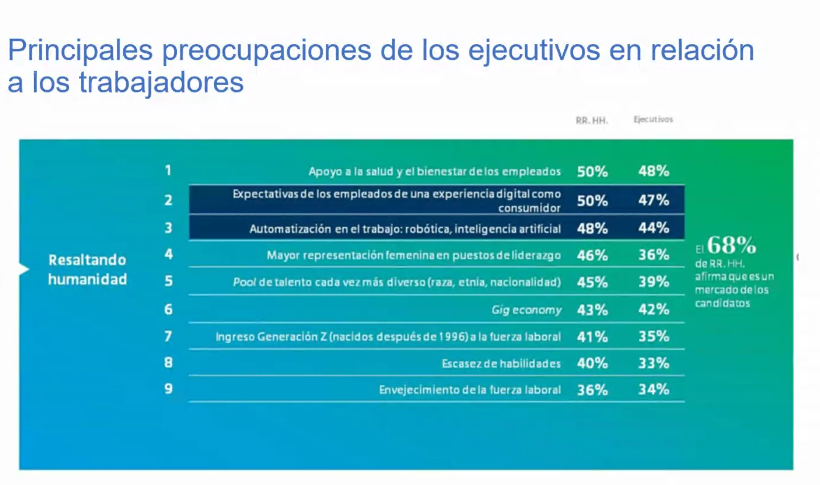 Principales preocupaciones de los ejecutivos en relación
a los trabajadores
RR. HH. Ejecutivos
1 Apoyo a la salud y el bienestar de los empleados 50% 48%
2 Expectativas de los empleados de una experiencia digital como
consumidor 50% 47%
3 Automatización en el trabajo: robótica, inteligencia artificial 48% 44%
4 Mayor representación femenina en puestos de liderazgo 46% 36%
5 Pool de talento cada vez más diverso (raza, etnia, nacionalidad) 45% 39%
6 Gig economy 43% 42%
7 Ingreso Generación Z (nacidos después de 1996) a la fuerza laboral 41% 35%
8 Escasez de habilidades 40% 33%
9 Envejecimiento de la fuerza laboral 36% 34%
Resaltando
humanidad
El 68%
de RR. HH.
afirma que es un
mercado de los
candidatos